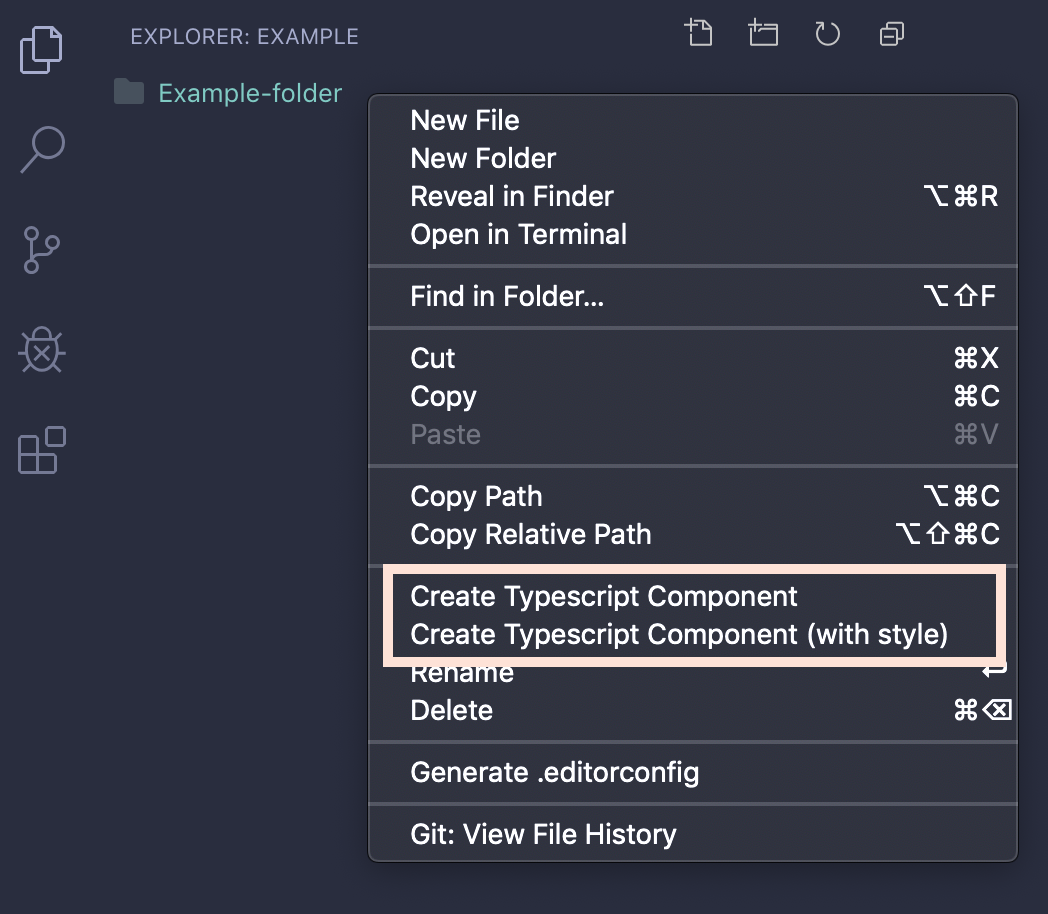 EXPLORER: EXAMPLE
Example-folder
New File
New Folder
Reveal in Finder ⌥⌘R
Open in Terminal
Find in Folder... ⌥⇧F
Cut ⌘X
Copy ⌘C
Paste ⌘V
Copy Path ⌥⌘C
Copy Relative Path ⌥⇧⌘C
Create Typescript Component
Create Typescript Component (with style)
Rename ↩
Delete ⌘⌫
Generate .editorconfig
Git: View File History